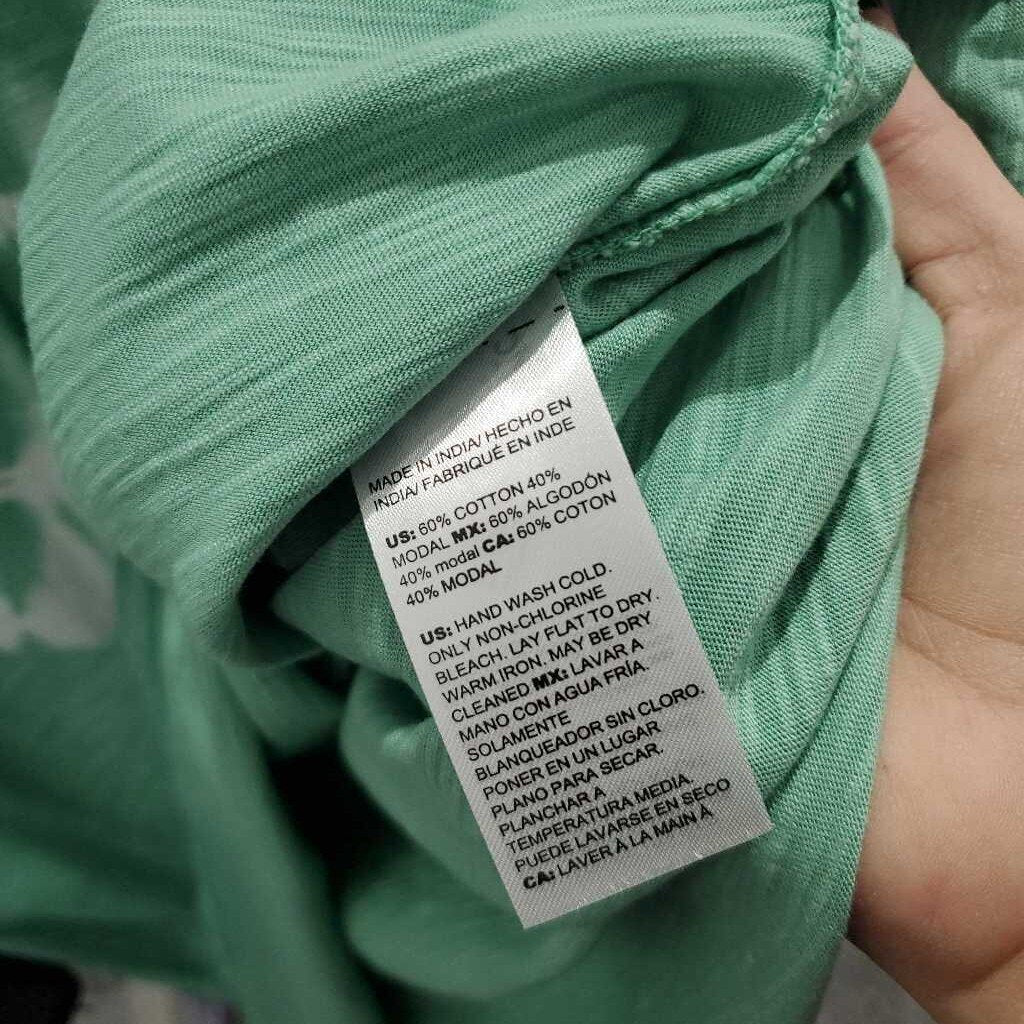 MADE IN INDIA/ HECHO EN
INDIA/ FABRIQUÉ EN INDE
US: 60% COTTON 40%
MODAL MX: 60% ALGODÓN
40% modal CA: 60% COTON
40% MODAL
US: HAND WASH COLD.
ONLY NON-CHLORINE
BLEACH. LAY FLAT TO DRY.
WARM IRON. MAY BE DRY
CLEANED MX: LAVAR A
MANO CON AGUA FRÍA.
SOLAMENTE
BLANQUEADOR SIN CLORO.
PONER EN UN LUGAR
PLANO PARA SECAR.
PLANCHAR A
TEMPERATURA MEDIA.
PUEDE LAVARSE EN SECO
CA: LAVER À LA MAIN À